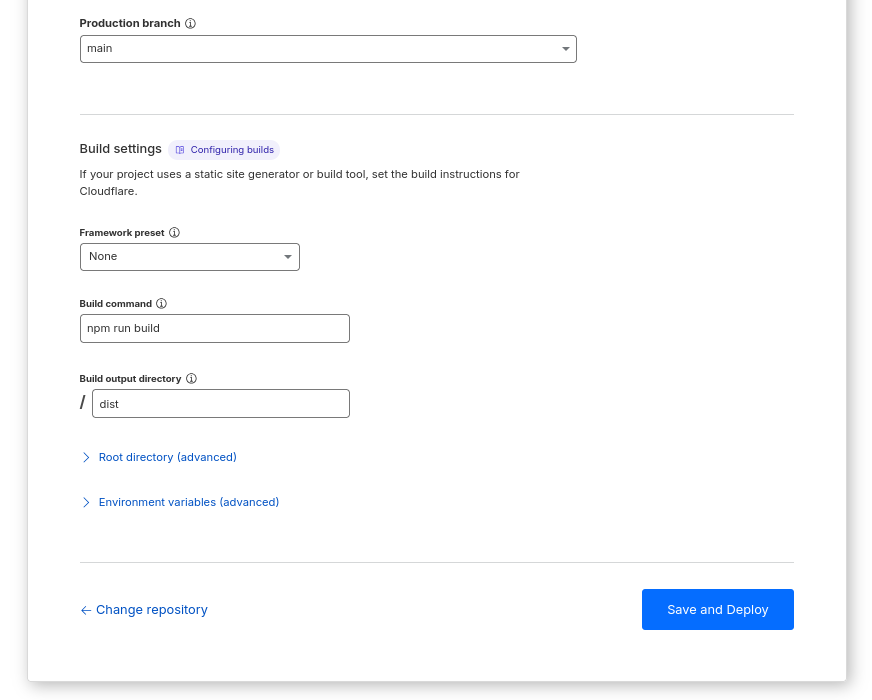 Production branch
main
Build settings
Configuring builds
If your project uses a static site generator or build tool, set the build instructions for
Cloudflare.
Framework preset
None
Build command
npm run build
Build output directory
/ dist
Root directory (advanced)
Environment variables (advanced)
← Change repository
Save and Deploy